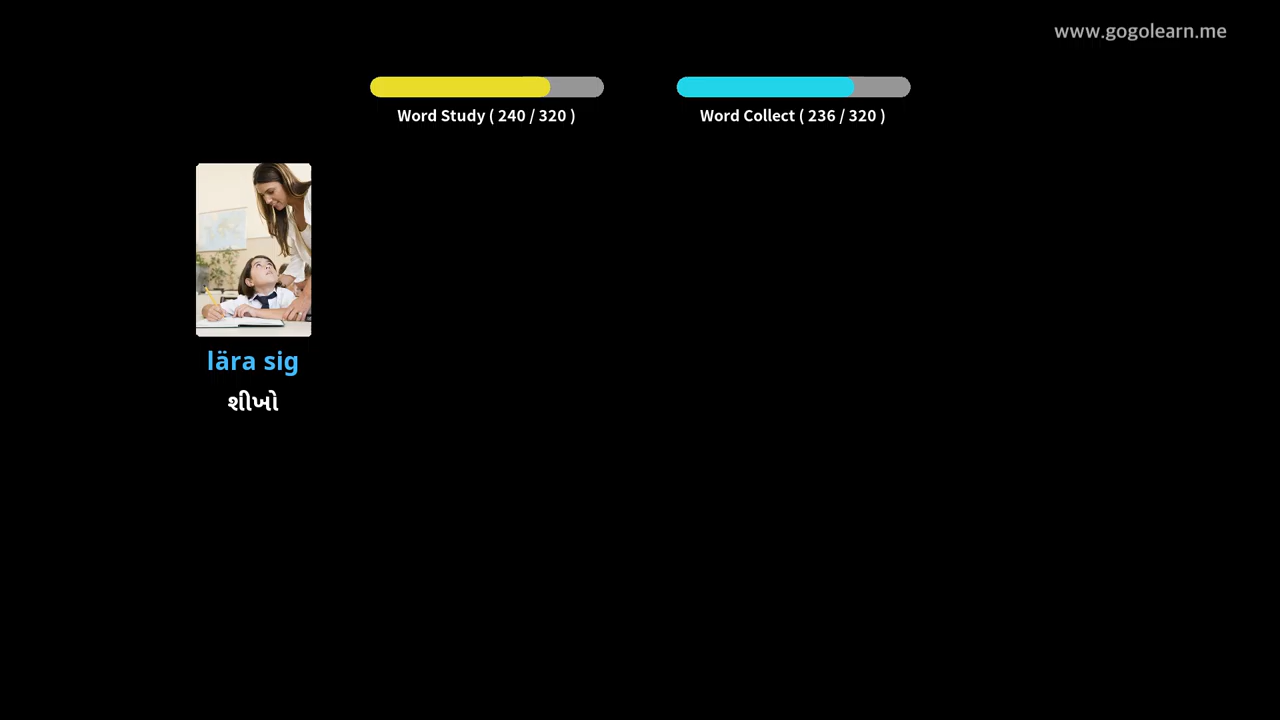 www.gogolearn.me
Word Study ( 240 / 320 )
Word Collect ( 236 / 320 )
lära sig
શીખો